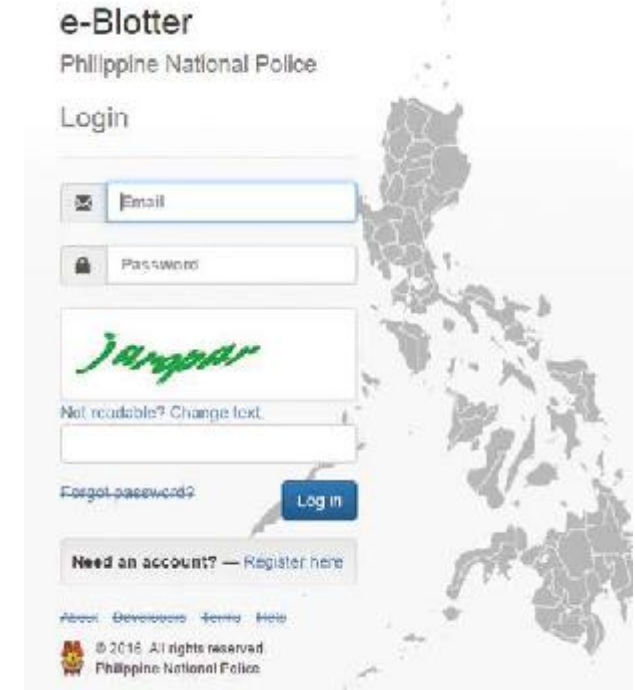 e-Blotter
Philippine National Police
Login
Email
Password
Not readable? Change text.
Forgot password?
Log in
Need an account? — Register here
About Developers Terms Help
© 2016. All rights reserved.
Philippine National Police